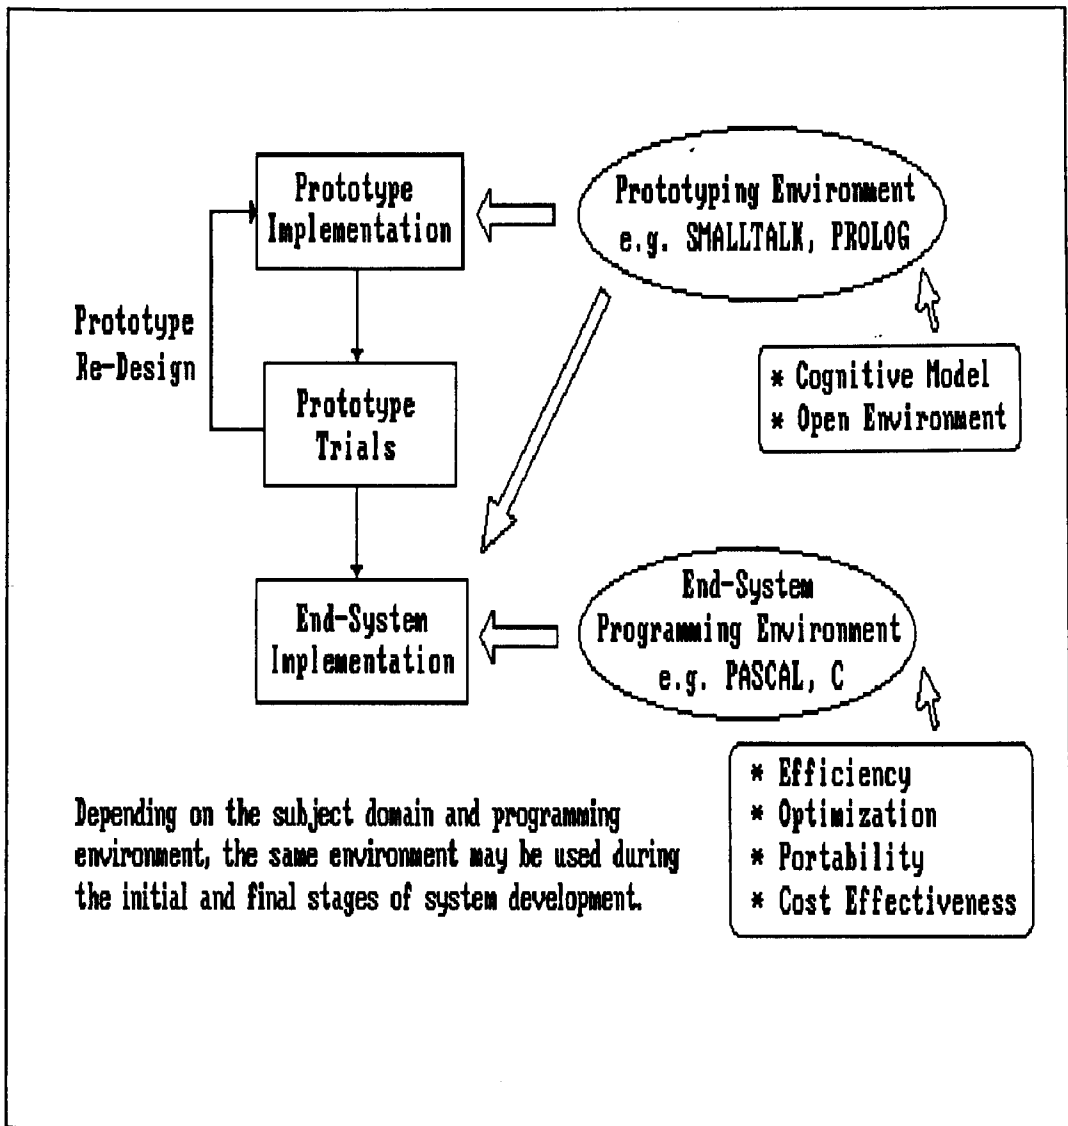 Prototype
Implementation
Prototyping Environment
e.g. SMALLTALK, PROLOG
Prototype
Re-Design
* Cognitive Model
* Open Environment
Prototype
Trials
End-System
Implementation
End-System
Programming Environment
e.g. PASCAL, C
* Efficiency
* Optimization
* Portability
* Cost Effectiveness
Depending on the subject domain and programming
environment, the same environment may be used during
the initial and final stages of system development.